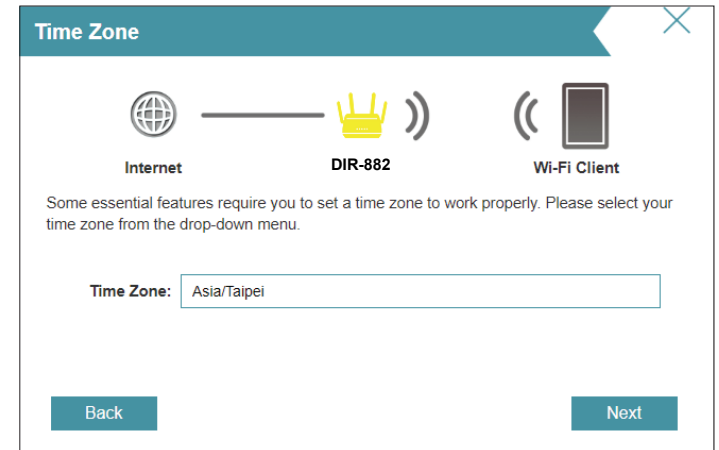 Time Zone
Internet
DIR-882
Wi-Fi Client
Some essential features require you to set a time zone to work properly. Please select your
time zone from the drop-down menu.
Time Zone: Asia/Taipei
Back
Next